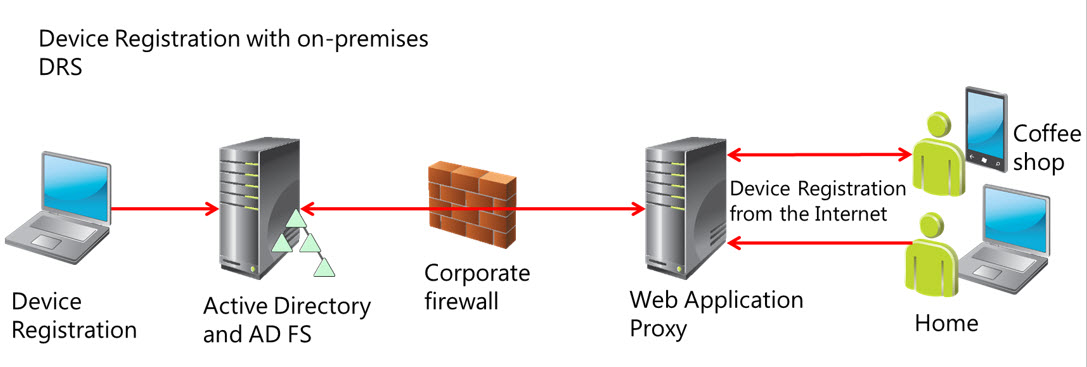 Device Registration with on-premises
DRS
Device
Registration
Active Directory
and AD FS
Corporate
firewall
Web Application
Proxy
Device Registration
from the Internet
Coffee
shop
Home